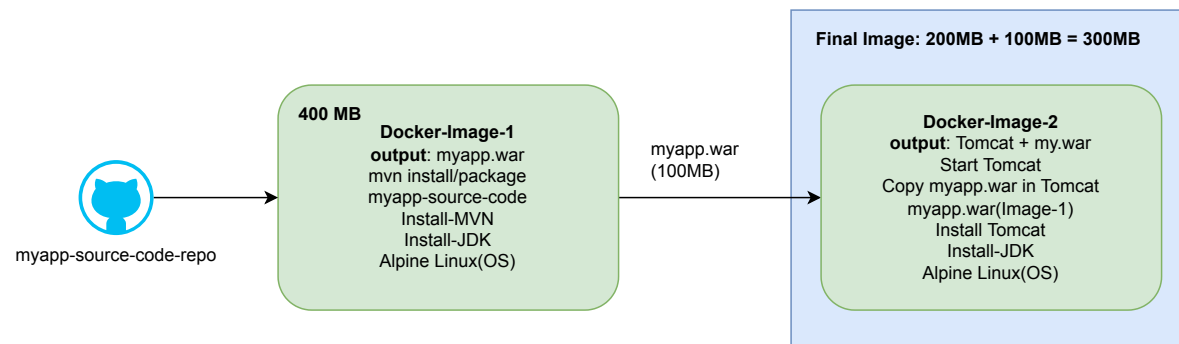 myapp-source-code-repo
400 MB
Docker-Image-1
output: myapp.war
mvn install/package
myapp-source-code
Install-MVN
Install-JDK
Alpine Linux(OS)
myapp.war
(100MB)
Final Image: 200MB + 100MB = 300MB
Docker-Image-2
output: Tomcat + my.war
Start Tomcat
Copy myapp.war in Tomcat
myapp.war(Image-1)
Install Tomcat
Install-JDK
Alpine Linux(OS)